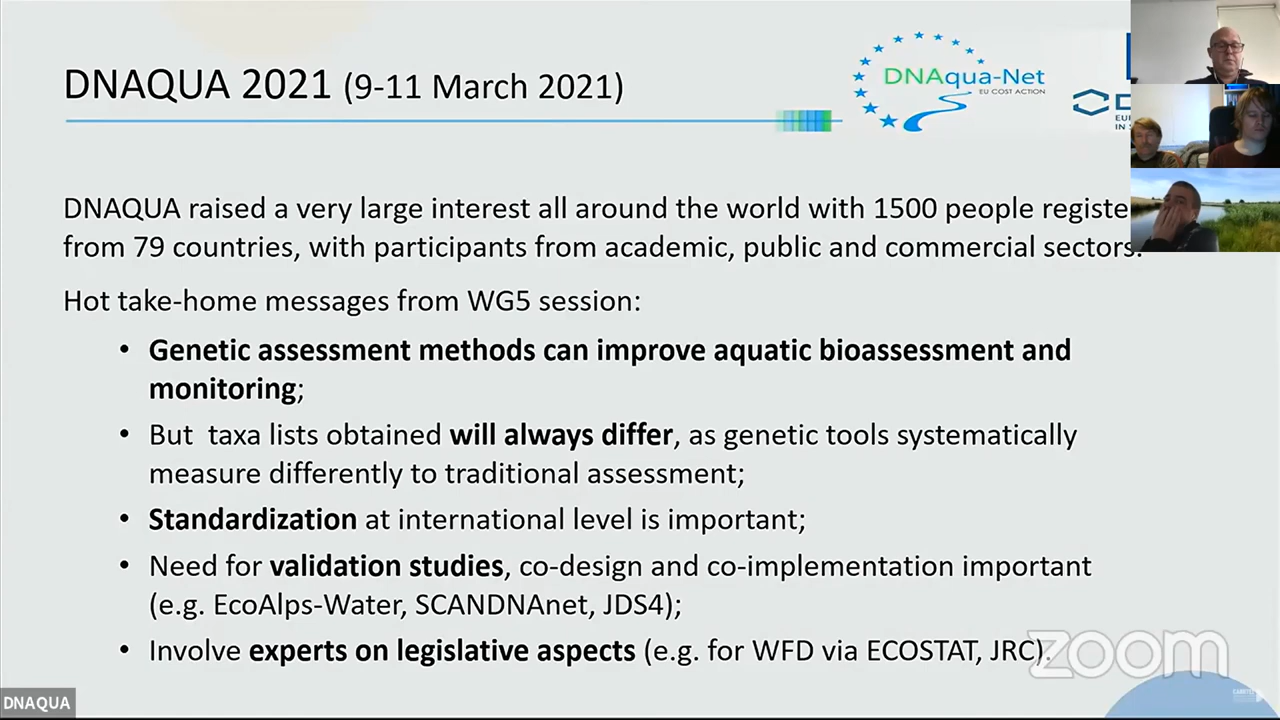 DNAQUA 2021 (9-11 March 2021)
DNAqua-Net
EU COST ACTION
DNAQUA raised a very large interest all around the world with 1500 people registe
from 79 countries, with participants from academic, public and commercial sectors.
Hot take-home messages from WG5 session:
• Genetic assessment methods can improve aquatic bioassessment and
monitoring;
• But taxa lists obtained will always differ, as genetic tools systematically
measure differently to traditional assessment;
• Standardization at international level is important;
• Need for validation studies, co-design and co-implementation important
(e.g. EcoAlps-Water, SCANDNAnet, JDS4);
• Involve experts on legislative aspects (e.g. for WFD via ECOSTAT, JRC).
zoom
DNAQUA